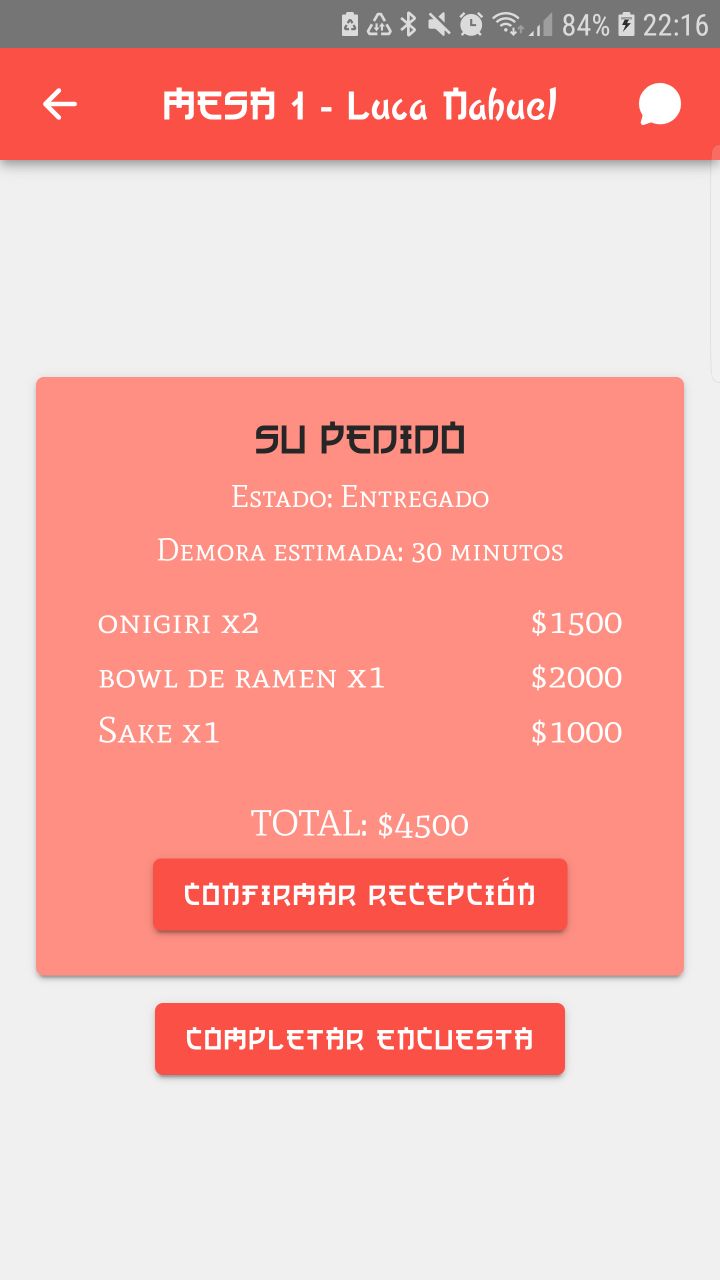 84% 22:16
MESA 1 - Luca Nahuel
SU PEDIDO
Estado: Entregado
Demora estimada: 30 minutos
onigiri x2 $1500
bowl de ramen x1 $2000
Sake x1 $1000
TOTAL: $4500
CONFIRMAR RECEPCIÓN
COMPLETAR ENCUESTA